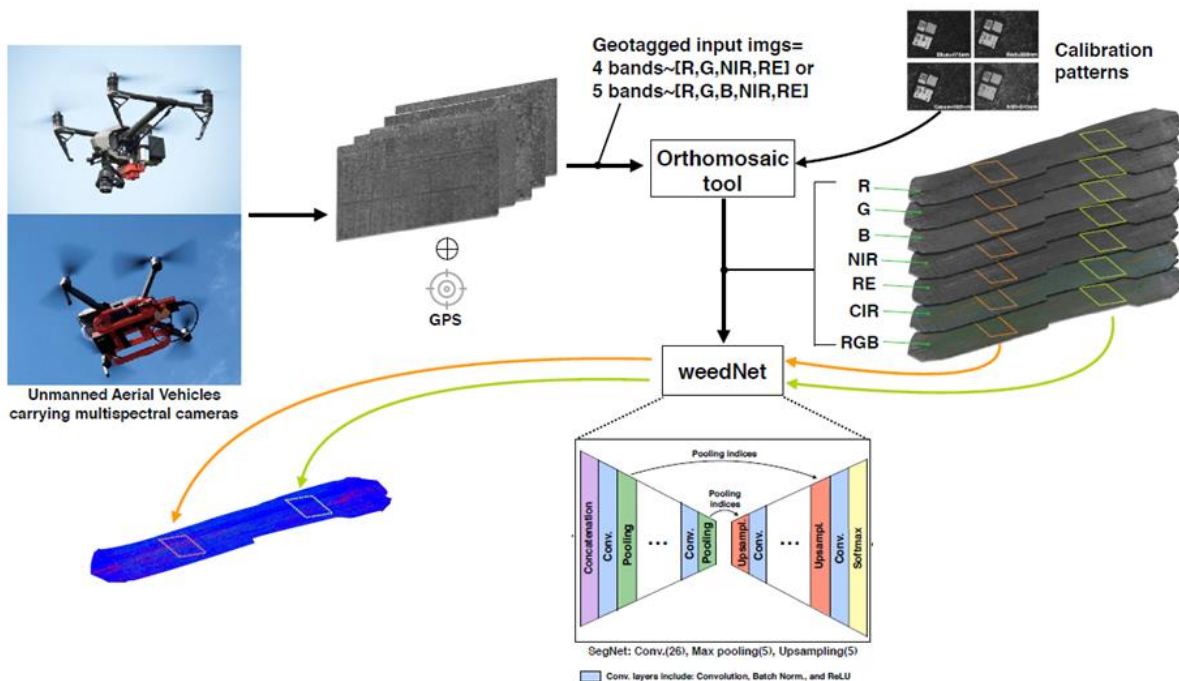 Geotagged input imgs=
4 bands~[R,G,NIR,RE] or
5 bands~[R,G,B,NIR,RE]
Calibration
patterns
Orthomosaic
tool
R
G
B
NIR
RE
CIR
RGB
GPS
Unmanned Aerial Vehicles
carrying multispectral cameras
weedNet
Pooling indices
Pooling
indices
Concatenation
Conv.
Pooling
...
Conv.
Pooling
Upsampl.
Conv.
...
Upsampl.
Conv.
Softmax
SegNet: Conv.(26), Max pooling(5), Upsampling(5)
Conv. layers include: Convolution, Batch Norm., and ReLU